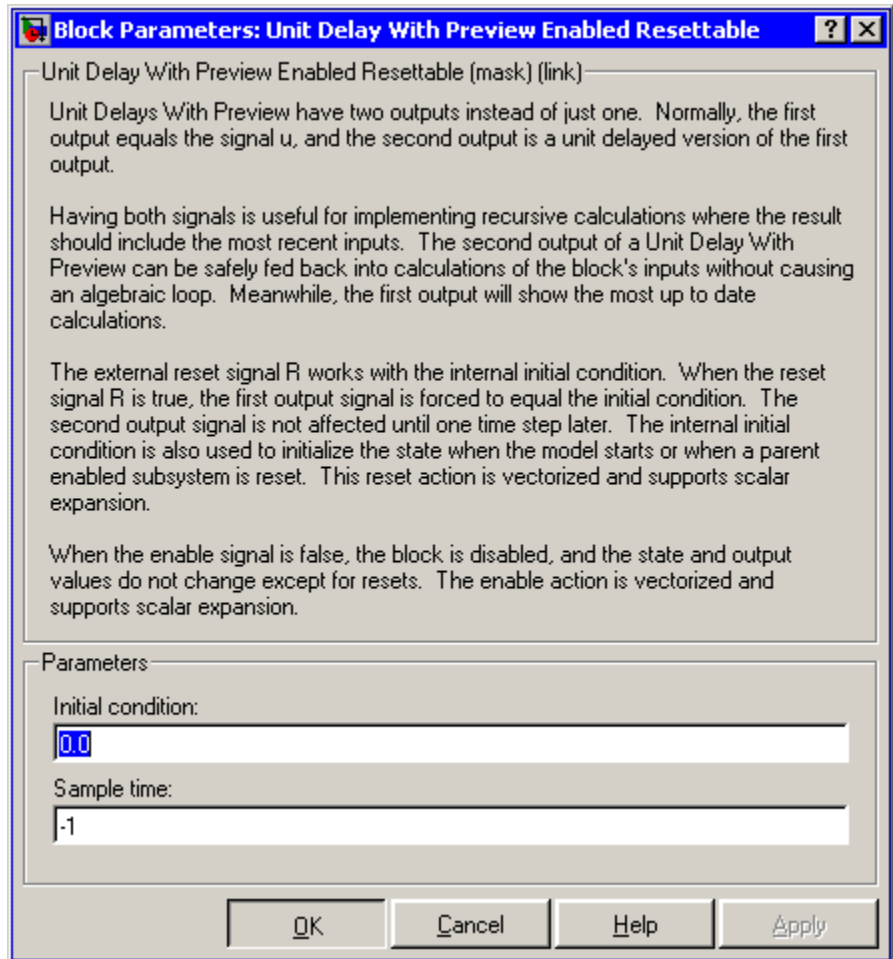 Block Parameters: Unit Delay With Preview Enabled Resettable
Unit Delay With Preview Enabled Resettable (mask) (link)
Unit Delays With Preview have two outputs instead of just one.  Normally, the first
output equals the signal u, and the second output is a unit delayed version of the first
output.
Having both signals is useful for implementing recursive calculations where the result
should include the most recent inputs.  The second output of a Unit Delay With
Preview can be safely fed back into calculations of the block's inputs without causing
an algebraic loop.  Meanwhile, the first output will show the most up to date
calculations.
The external reset signal R works with the internal initial condition.  When the reset
signal R is true, the first output signal is forced to equal the initial condition.  The
second output signal is not affected until one time step later.  The internal initial
condition is also used to initialize the state when the model starts or when a parent
enabled subsystem is reset.  This reset action is vectorized and supports scalar
expansion.
When the enable signal is false, the block is disabled, and the state and output
values do not change except for resets.  The enable action is vectorized and
supports scalar expansion.
Parameters
Initial condition:
0.0
Sample time:
-1
OK Cancel Help Apply